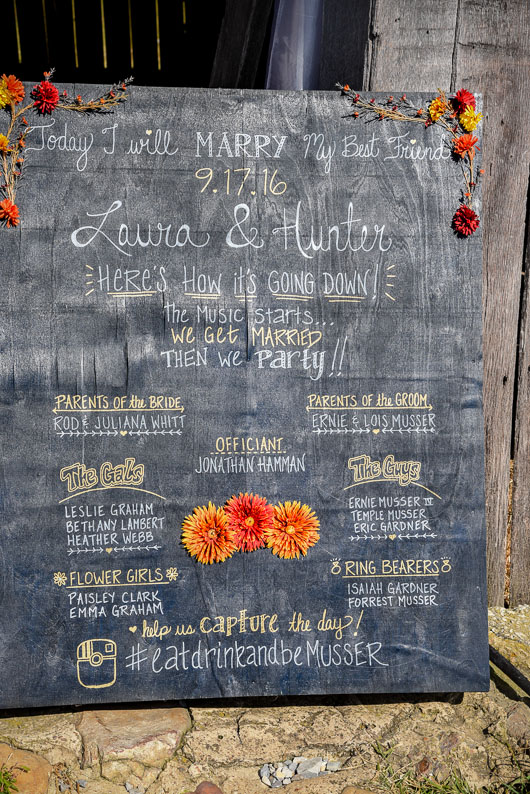 Today I will MARRY My Best Friend
9.17.16
Laura & Hunter
HERE'S HOW it's GOING DOWN!
the Music starts...
We Get MARRIED
THEN we Party!!
PARENTS of the BRIDE
ROD & JULIANA WHITT
PARENTS of the GROOM
ERNIE & LOIS MUSSER
OFFICIANT
JONATHAN HAMMAN
The GaLs
LESLIE GRAHAM
BETHANY LAMBERT
HEATHER WEBB
The Guys
ERNIE MUSSER IV
TEMPLE MUSSER
ERIC GARDNER
FLOWER GIRLS
PAISLEY CLARK
EMMA GRAHAM
RING BEARERS
ISAIAH GARDNER
FORREST MUSSER
help us capture the day!
#eatdrinkandbeMUSSER